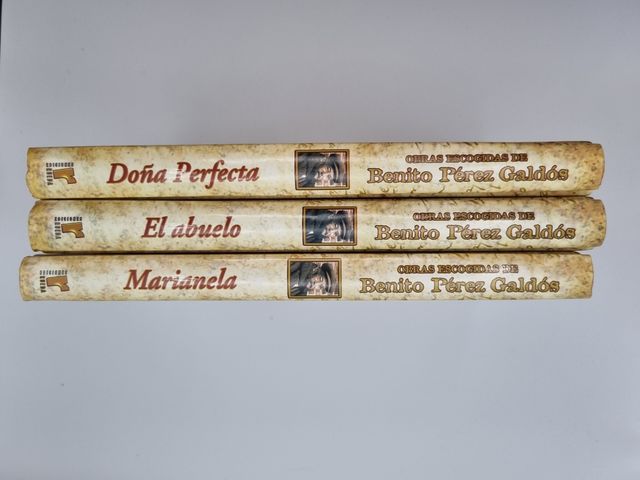 Doña Perfecta
OBRAS ESCOGIDAS DE
Benito Pérez Galdós
El abuelo
OBRAS ESCOGIDAS DE
Benito Pérez Galdós
Marianela
OBRAS ESCOGIDAS DE
Benito Pérez Galdós